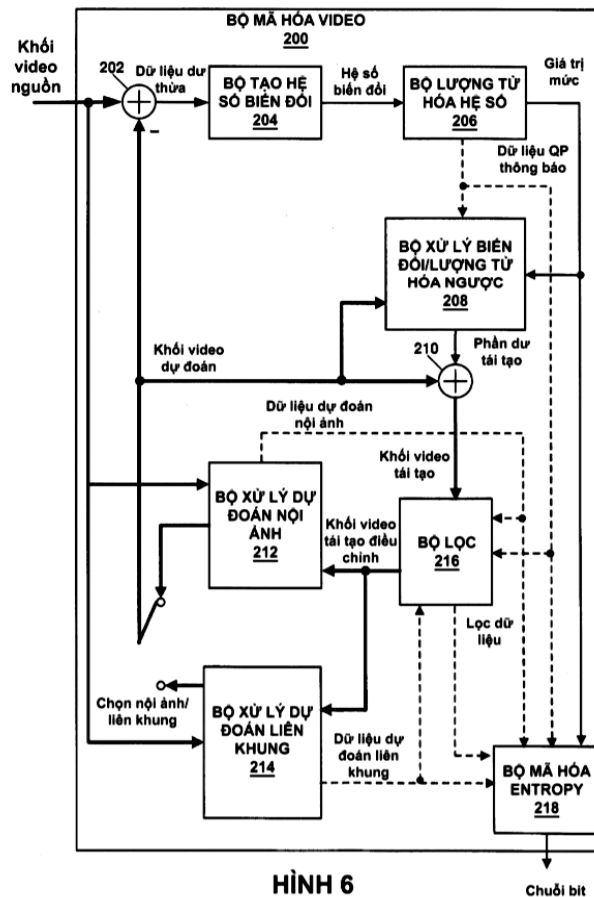 BỘ MÃ HÓA VIDEO
200
Khối
video
nguồn
202
Dữ liệu dư
thừa
BỘ TẠO HỆ
SỐ BIẾN ĐỔI
204
Hệ số
biến đổi
BỘ LƯỢNG TỬ
HÓA HỆ SỐ
206
Giá trị
mức
Dữ liệu QP
thông báo
BỘ XỬ LÝ BIẾN
ĐỔI/LƯỢNG TỬ
HÓA NGƯỢC
208
Khối video
dự đoán
210
Phần dư
tái tạo
Dữ liệu dự đoán
nội ảnh
Khối video
tái tạo
BỘ XỬ LÝ DỰ
ĐOÁN NỘI
ẢNH
212
Khối video
tái tạo điều
chỉnh
BỘ LỌC
216
Lọc dữ
liệu
Chọn nội ảnh/
liên khung
BỘ XỬ LÝ DỰ
ĐOÁN LIÊN
KHUNG
214
Dữ liệu dự
đoán liên
khung
BỘ MÃ HÓA
ENTROPY
218
HÌNH 6
Chuỗi bit